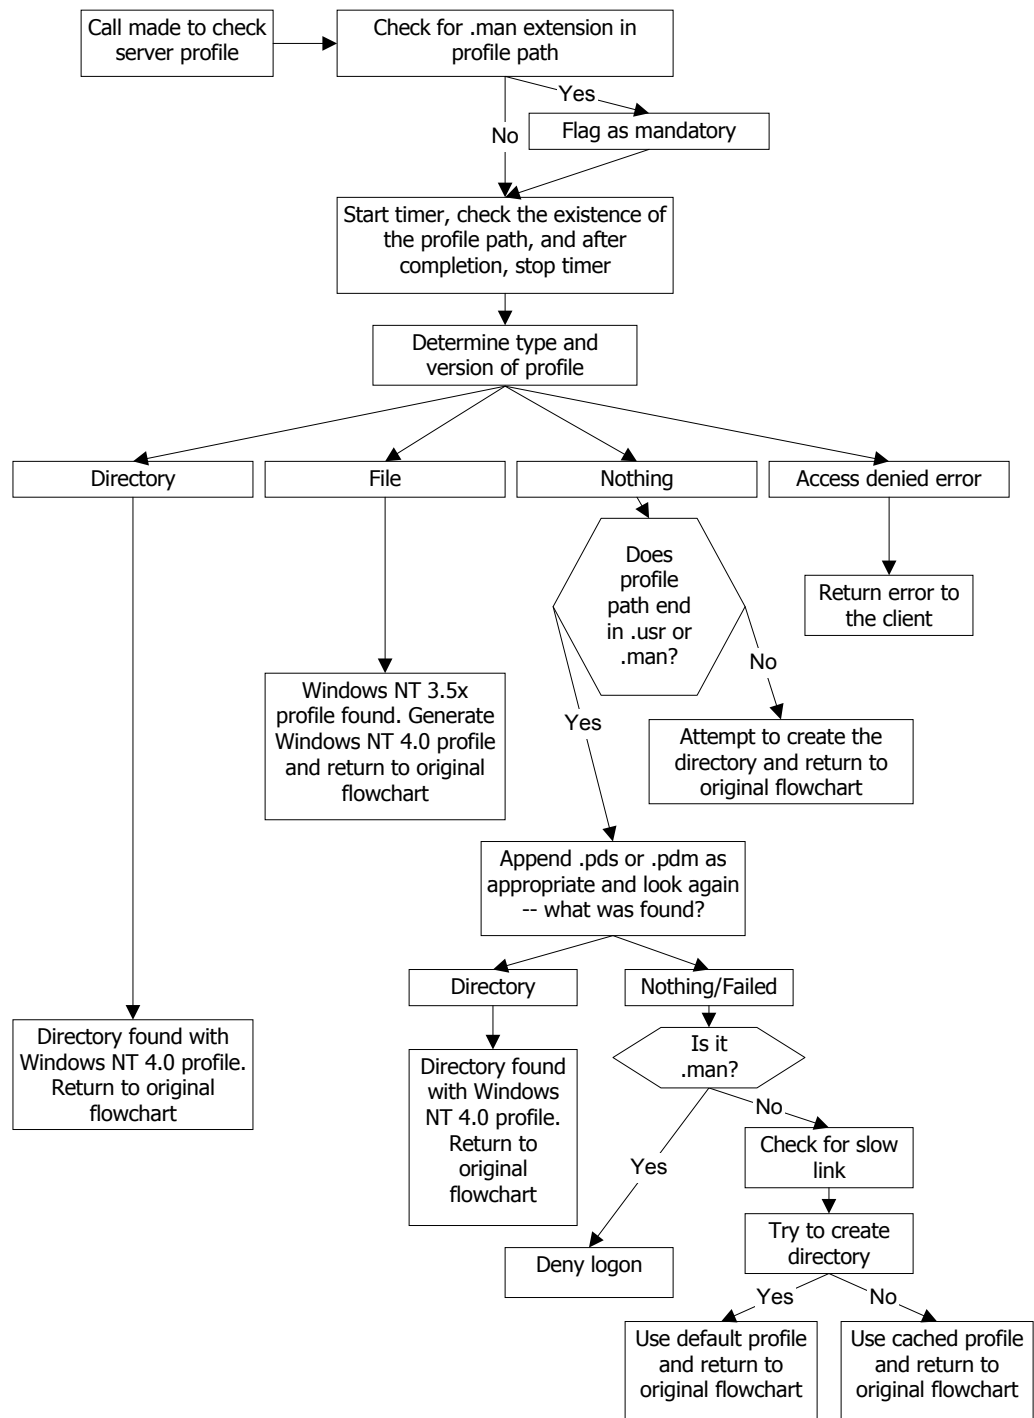 Call made to check
server profile
Check for .man extension in
profile path
Yes
Flag as mandatory
No
Start timer, check the existence of
the profile path, and after
completion, stop timer
Determine type and
version of profile
Directory
File
Nothing
Access denied error
Does
profile
path end
in .usr or
.man?
Return error to
the client
No
Yes
Windows NT 3.5x
profile found. Generate
Windows NT 4.0 profile
and return to original
flowchart
Attempt to create the
directory and return to
original flowchart
Append .pds or .pdm as
appropriate and look again
-- what was found?
Directory
Nothing/Failed
Directory found with
Windows NT 4.0 profile.
Return to original
flowchart
Directory found
with Windows
NT 4.0 profile.
Return to
original
flowchart
Is it
.man?
No
Yes
Check for slow
link
Try to create
directory
Deny logon
Yes
No
Use default profile
and return to
original flowchart
Use cached profile
and return to
original flowchart